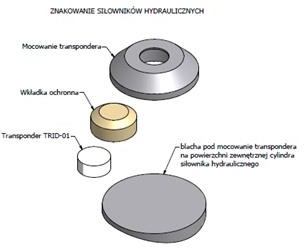 ZNAKOWANIE SIŁOWNIKÓW HYDRAULICZNYCH
Mocowanie transpondera
Wkładka ochronna
Transponder TRID-01
blacha pod mocowanie transpondera
na powierzchni zewnętrznej cylindra
siłownika hydraulicznego